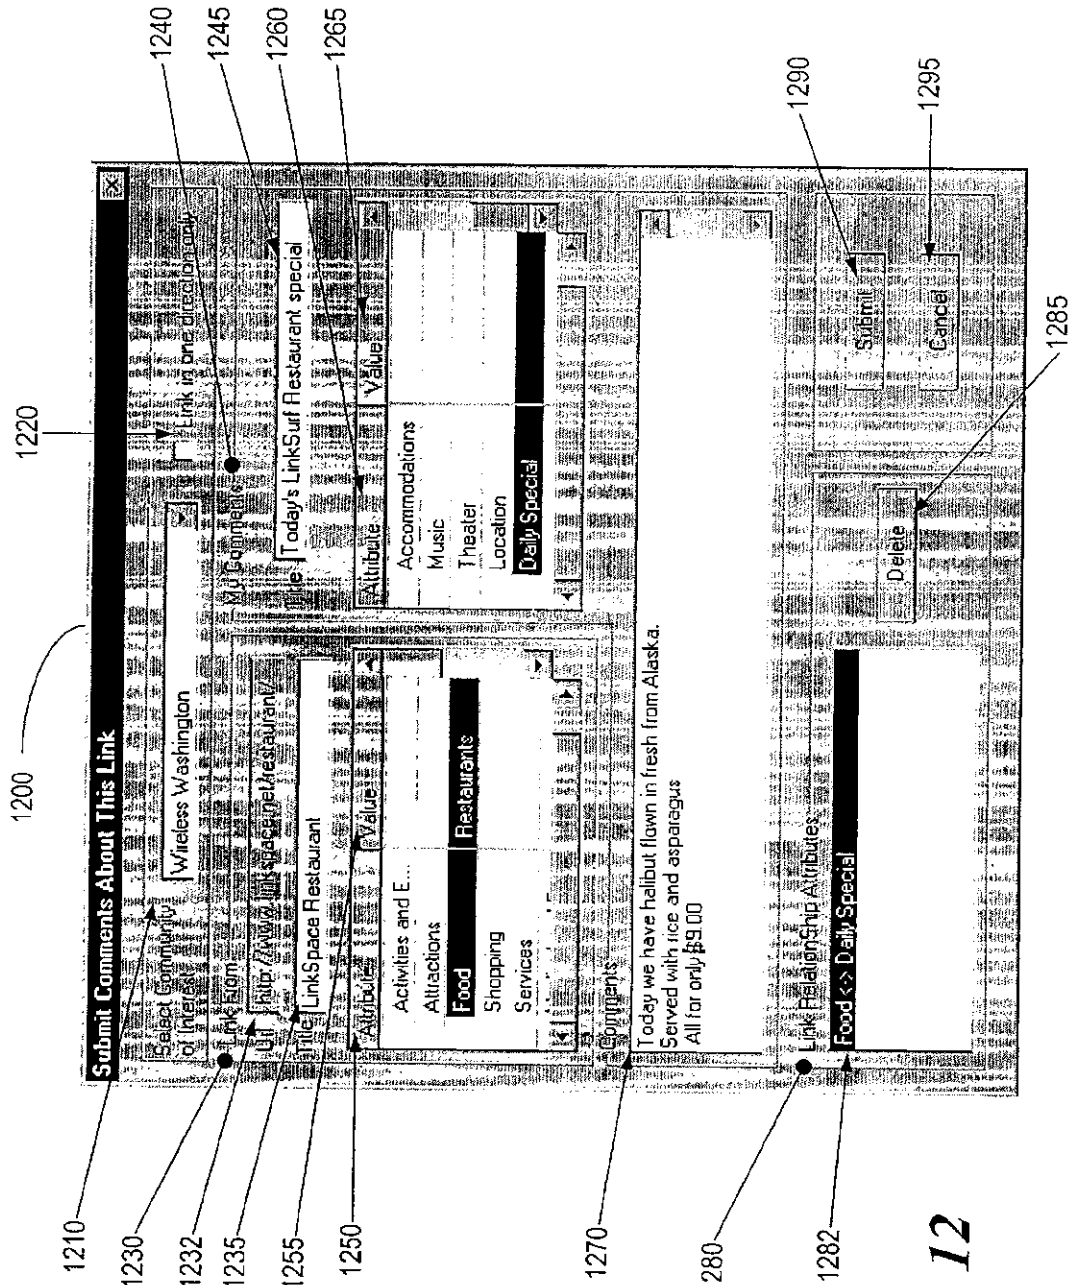 1200
1220
Submit Comments About This Link
Select Community
of Interest
Wireless Washington
Link in one direction only
Link From
Url http://www.linkspace.net/restaurant/
Title LinkSpace Restaurant
Attribute Value
Activities and E...
Attractions
Food Restaurants
Shopping
Services
My Comments
Title Today's LinkSurf Restaurant special
Attribute Value
Accommodations
Music
Theater
Location
Daily Special
Comments
Today we have halibut flown in fresh from Alaska.
Served with rice and asparagus
All for only $9.00
Link RelationShip Attributes
Food <-> Daily Special
Delete
Submit
Cancel
1210
1230
1232
1235
1255
1250
1270
280
1282
1240
1245
1260
1265
1290
1295
1285
12